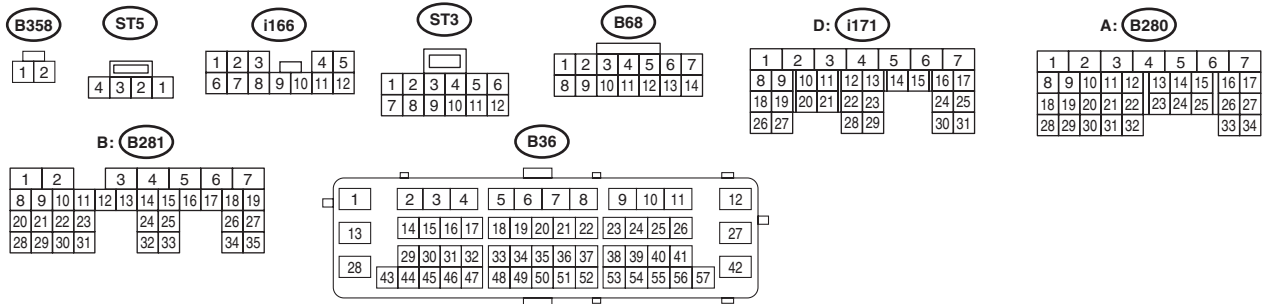 B358
1 2
ST5
4 3 2 1
i166
1 2 3 4 5
6 7 8 9 10 11 12
ST3
1 2 3 4 5 6
7 8 9 10 11 12
B68
1 2 3 4 5 6 7
8 9 10 11 12 13 14
D: i171
1 2 3 4 5 6 7
8 9 10 11 12 13 14 15 16 17
18 19 20 21 22 23 24 25
26 27 28 29 30 31
A: B280
1 2 3 4 5 6 7
8 9 10 11 12 13 14 15 16 17
18 19 20 21 22 23 24 25 26 27
28 29 30 31 32 33 34
B: B281
1 2 3 4 5 6 7
8 9 10 11 12 13 14 15 16 17 18 19
20 21 22 23 24 25 26 27
28 29 30 31 32 33 34 35
B36
1 2 3 4 5 6 7 8 9 10 11 12
13 14 15 16 17 18 19 20 21 22 23 24 25 26 27
28 29 30 31 32 33 34 35 36 37 38 39 40 41 42
43 44 45 46 47 48 49 50 51 52 53 54 55 56 57